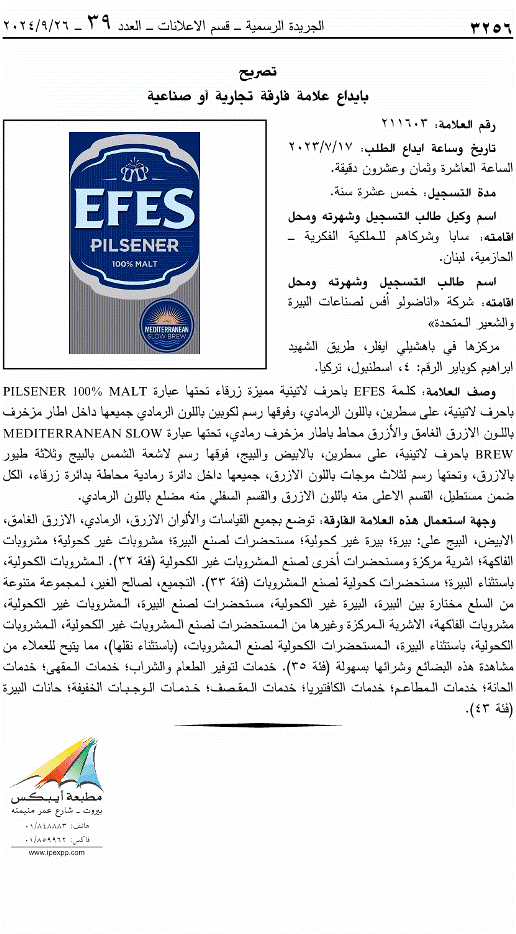 ٣٢٥٦
الجريدة الرسمية ـ قسم الاعلانات ـ العدد ٣٩ ـ ٢٠٢٤/٩/٢٦
تصريح
بايداع علامة فارقة تجارية أو صناعية
رقم العلامة: ٢١١٦٠٣
تاريخ وساعة ايداع الطلب: ٢٠٢٣/٧/١٧
الساعة العاشرة وثمان وعشرون دقيقة.
مدة التسجيل: خمس عشرة سنة.
اسم وكيل طالب التسجيل وشهرته ومحل
اقامته: سابا وشركاهم للملكية الفكرية ـ
الحازمية، لبنان.
اسم طالب التسجيل وشهرته ومحل
اقامته: شركة «اناضولو أفس لصناعات البيرة
والشعير المتحدة»
مركزها في باهشيلي ايفلر، طريق الشهيد
ابراهيم كوباير الرقم: ٤، اسطنبول، تركيا.
EFES
PILSENER
100% MALT
MEDITERRANEAN
SLOW BREW
وصف العلامة: كلمة EFES باحرف لاتينية مميزة زرقاء تحتها عبارة PILSENER 100% MALT
باحرف لاتينية، على سطرين، باللون الرمادي، وفوقها رسم لكوبين باللون الرمادي جميعها داخل اطار مزخرف
باللون الازرق الغامق والأزرق محاط باطار مزخرف رمادي، تحتها عبارة MEDITERRANEAN SLOW
BREW باحرف لاتينية، على سطرين، بالابيض والبيج، فوقها رسم لاشعة الشمس بالبيج وثلاثة طيور
بالازرق، وتحتها رسم لثلاث موجات باللون الازرق، جميعها داخل دائرة رمادية محاطة بدائرة زرقاء، الكل
ضمن مستطيل، القسم الاعلى منه باللون الازرق والقسم السفلي منه مضلع باللون الرمادي.
وجهة استعمال هذه العلامة الفارقة: توضع بجميع القياسات والألوان الازرق، الرمادي، الازرق الغامق،
الابيض، البيج على: بيرة؛ بيرة غير كحولية؛ مستحضرات لصنع البيرة؛ مشروبات غير كحولية؛ مشروبات
الفاكهة؛ اشربة مركزة ومستحضرات أخرى لصنع المشروبات غير الكحولية (فئة ٣٢). المشروبات الكحولية،
باستثناء البيرة؛ مستحضرات كحولية لصنع المشروبات (فئة ٣٣). التجميع، لصالح الغير، لمجموعة متنوعة
من السلع مختارة بين البيرة، البيرة غير الكحولية، مستحضرات لصنع البيرة، المشروبات غير الكحولية،
مشروبات الفاكهة، الاشربة المركزة وغيرها من المستحضرات لصنع المشروبات غير الكحولية، المشروبات
الكحولية، باستثناء البيرة، المستحضرات الكحولية لصنع المشروبات، (باستثناء نقلها)، مما يتيح للعملاء من
مشاهدة هذه البضائع وشرائها بسهولة (فئة ٣٥). خدمات لتوفير الطعام والشراب؛ خدمات المقهى؛ خدمات
الحانة؛ خدمات المطاعم؛ خدمات الكافتيريا؛ خدمات المقصف؛ خدمات الوجبات الخفيفة؛ حانات البيرة
(فئة ٤٣).
مطبعة أيبكس
بيروت ـ شارع عمر منيمنه
هاتف: ٠١/٨٤٨٨٨٣
فاكس: ٠١/٨٥٩٩٦٢
www.ipexpp.com